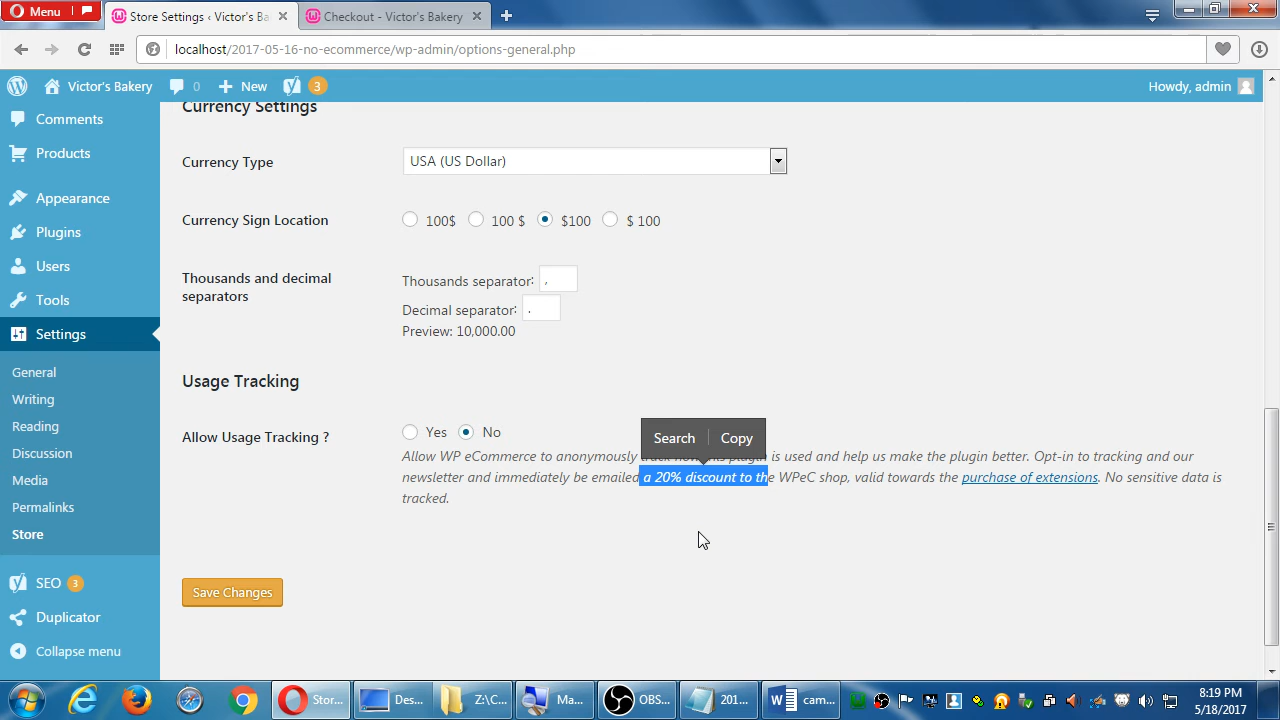 Menu
Store Settings ‹ Victor's Ba
Checkout - Victor's Bakery
localhost/2017-05-16-no-ecommerce/wp-admin/options-general.php
Victor's Bakery
0
New
3
Howdy, admin
Comments
Products
Appearance
Plugins
Users
Tools
Settings
General
Writing
Reading
Discussion
Media
Permalinks
Store
SEO 3
Duplicator
Collapse menu
Currency Settings
Currency Type
USA (US Dollar)
Currency Sign Location
100$ 100 $ $100 $ 100
Thousands and decimal
separators
Thousands separator: ,
Decimal separator: .
Preview: 10,000.00
Usage Tracking
Allow Usage Tracking ?
Yes No
Search Copy
Allow WP eCommerce to anonymously plugin is used and help us make the plugin better. Opt-in to tracking and our
newsletter and immediately be emailed a 20% discount to the WPeC shop, valid towards the purchase of extensions. No sensitive data is
tracked.
Save Changes
Stor...
Des...
Z:\C...
Ma...
OBS...
201...
cam...
8:19 PM
5/18/2017